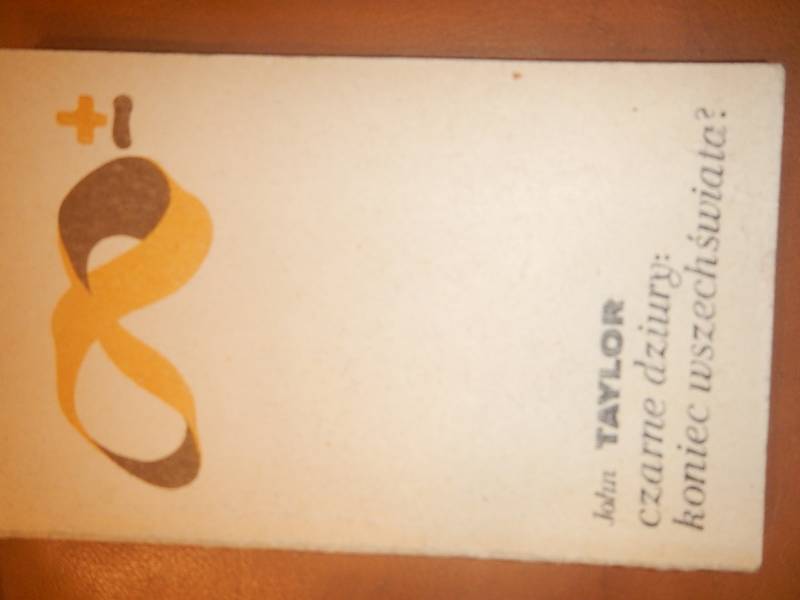 +-
John TAYLOR
czarne dziury:
koniec wszechświata?